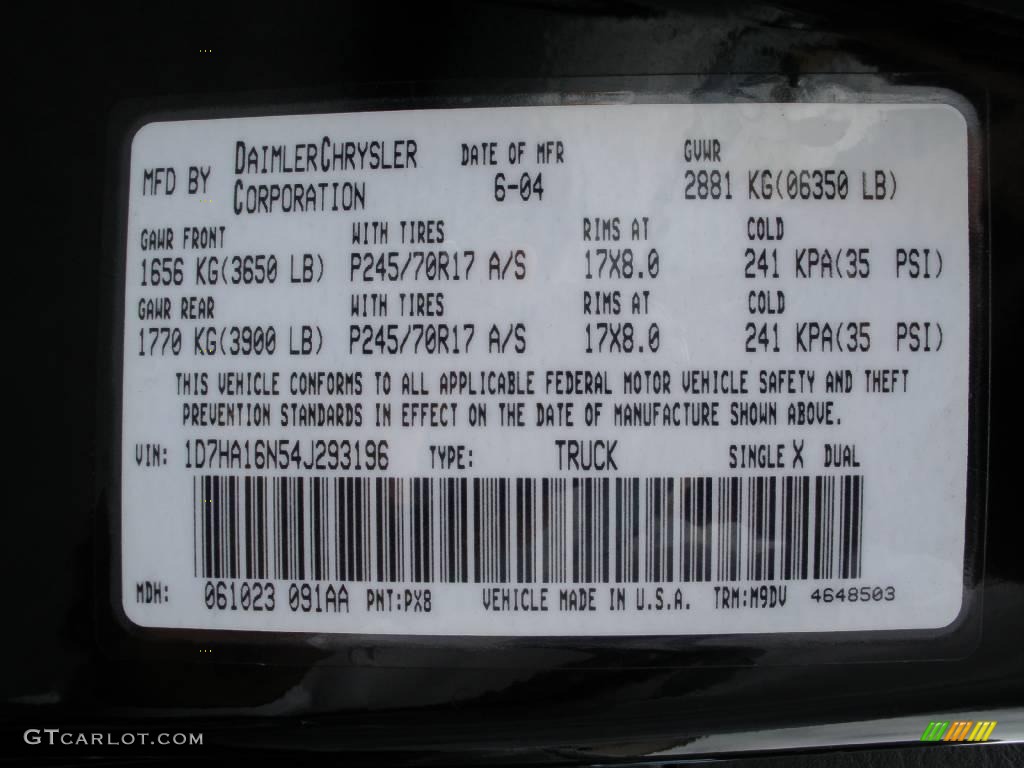 MFD BY DAIMLERCHRYSLER CORPORATION DATE OF MFR 6-04 GVWR 2881 KG(06350 LB)
GAWR FRONT WITH TIRES RIMS AT COLD
1656 KG(3650 LB) P245/70R17 A/S 17X8.0 241 KPA(35 PSI)
GAWR REAR WITH TIRES RIMS AT COLD
1770 KG(3900 LB) P245/70R17 A/S 17X8.0 241 KPA(35 PSI)
THIS VEHICLE CONFORMS TO ALL APPLICABLE FEDERAL MOTOR VEHICLE SAFETY AND THEFT
PREVENTION STANDARDS IN EFFECT ON THE DATE OF MANUFACTURE SHOWN ABOVE.
VIN: 1D7HA16N54J293196 TYPE: TRUCK SINGLE X DUAL
MDH: 061023 091AA PNT:PX8 VEHICLE MADE IN U.S.A. TRM:M9DV 4648503
GTCARLOT.COM